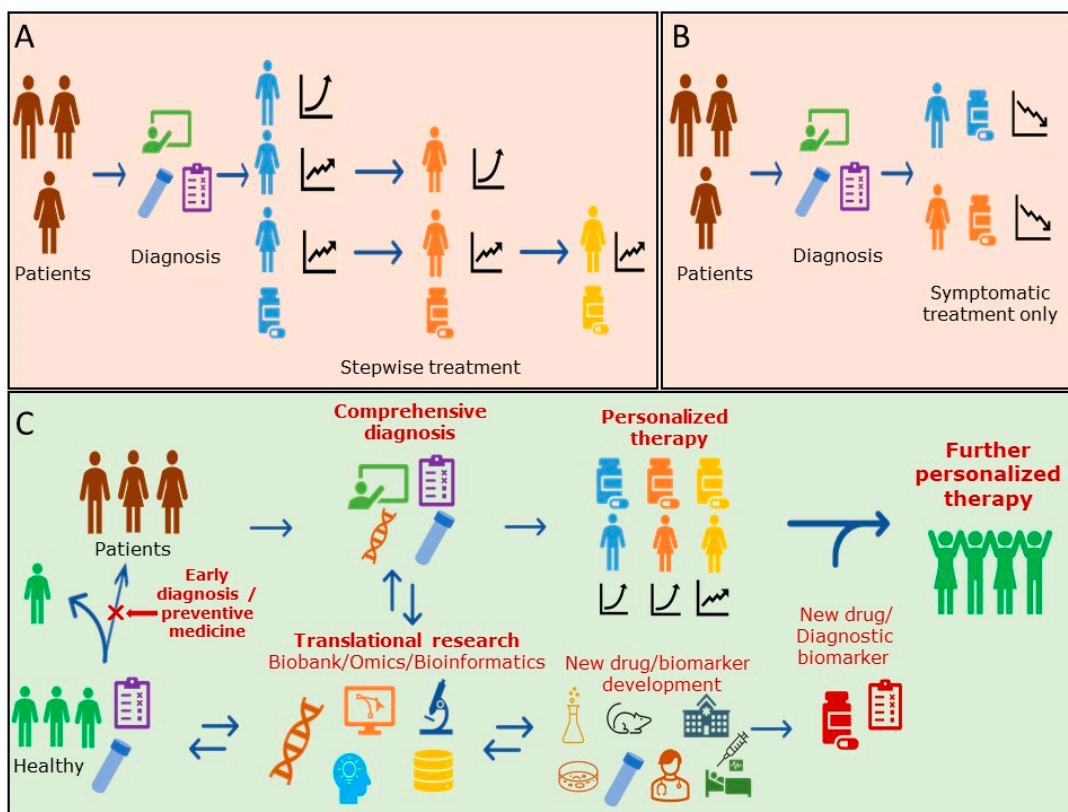 A
Patients
Diagnosis
Stepwise treatment
B
Patients
Diagnosis
Symptomatic
treatment only
C
Patients
Comprehensive
diagnosis
Personalized
therapy
Further
personalized
therapy
Early
diagnosis /
preventive
medicine
Healthy
Translational research
Biobank/Omics/Bioinformatics
New drug/biomarker
development
New drug/
Diagnostic
biomarker